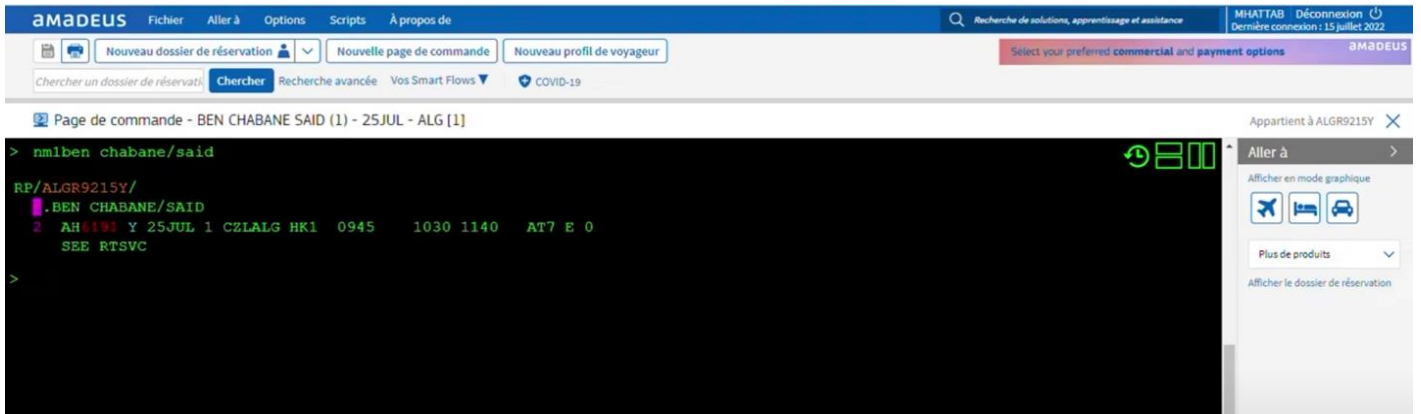 aмaDEUS Fichier Aller à Options Scripts À propos de Recherche de solutions, apprentissage et assistance MHATTAB Déconnexion
Dernière connexion : 15 juillet 2022
Nouveau dossier de réservation Nouvelle page de commande Nouveau profil de voyageur Select your preferred commercial and payment options aмaDEUS
Chercher un dossier de réservati Chercher Recherche avancée Vos Smart Flows ▼ COVID-19
Page de commande - BEN CHABANE SAID (1) - 25JUL - ALG [1] Appartient à ALGR9215Y
> nm1ben chabane/said
Aller à >
RP/ALGR9215Y/
Afficher en mode graphique
.BEN CHABANE/SAID
2 AH6191 Y 25JUL 1 CZLALG HK1 0945 1030 1140 AT7 E 0
SEE RTSVC
Plus de produits
>
Afficher le dossier de réservation